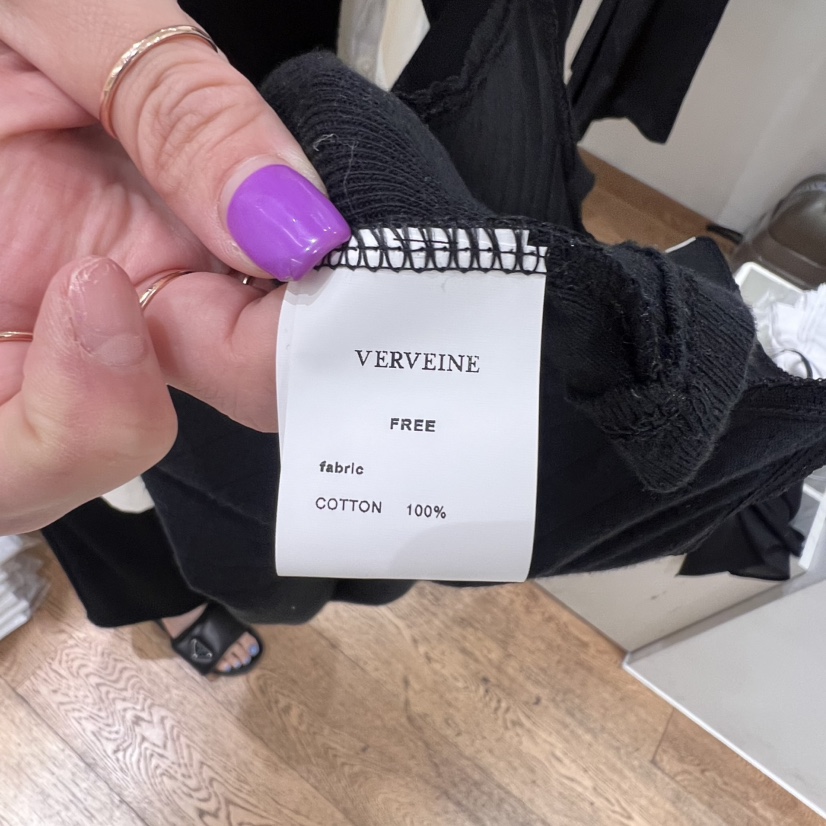 VERVEINE
FREE
fabric
COTTON 100%